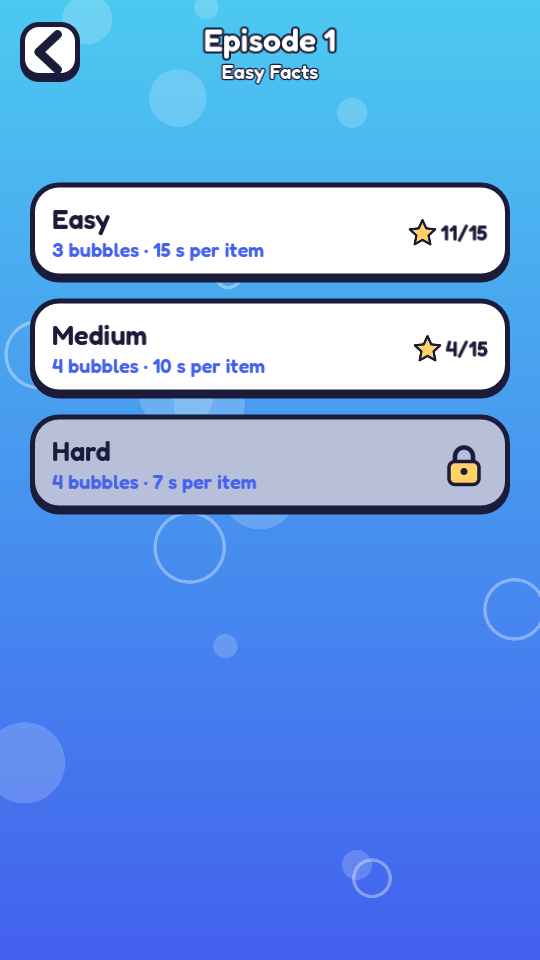 Episode 1
Easy Facts
Easy
3 bubbles · 15 s per item
11/15
Medium
4 bubbles · 10 s per item
4/15
Hard
4 bubbles · 7 s per item